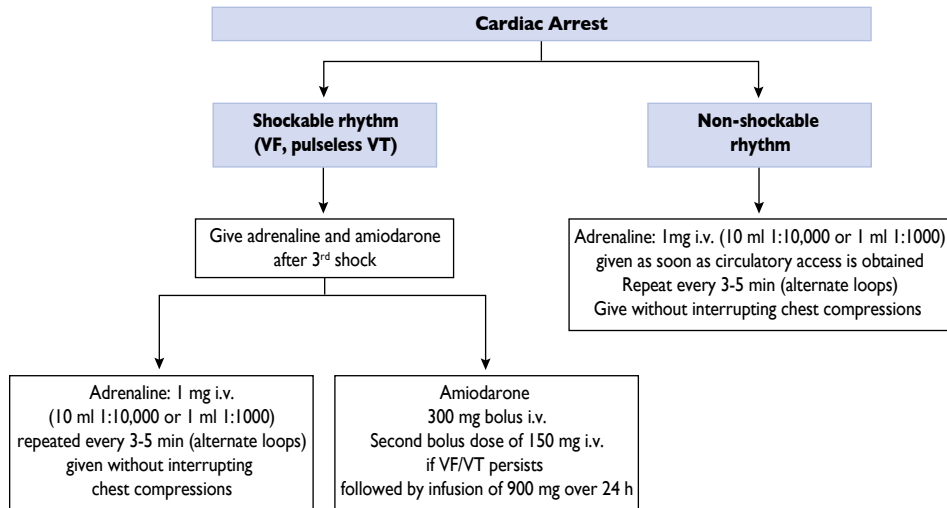 Cardiac Arrest
Shockable rhythm
(VF, pulseless VT)
Non-shockable
rhythm
Give adrenaline and amiodarone
after 3rd shock
Adrenaline: 1mg i.v. (10 ml 1:10,000 or 1 ml 1:1000)
given as soon as circulatory access is obtained
Repeat every 3-5 min (alternate loops)
Give without interrupting chest compressions
Adrenaline: 1 mg i.v.
(10 ml 1:10,000 or 1 ml 1:1000)
repeated every 3-5 min (alternate loops)
given without interrupting
chest compressions
Amiodarone
300 mg bolus i.v.
Second bolus dose of 150 mg i.v.
if VF/VT persists
followed by infusion of 900 mg over 24 h